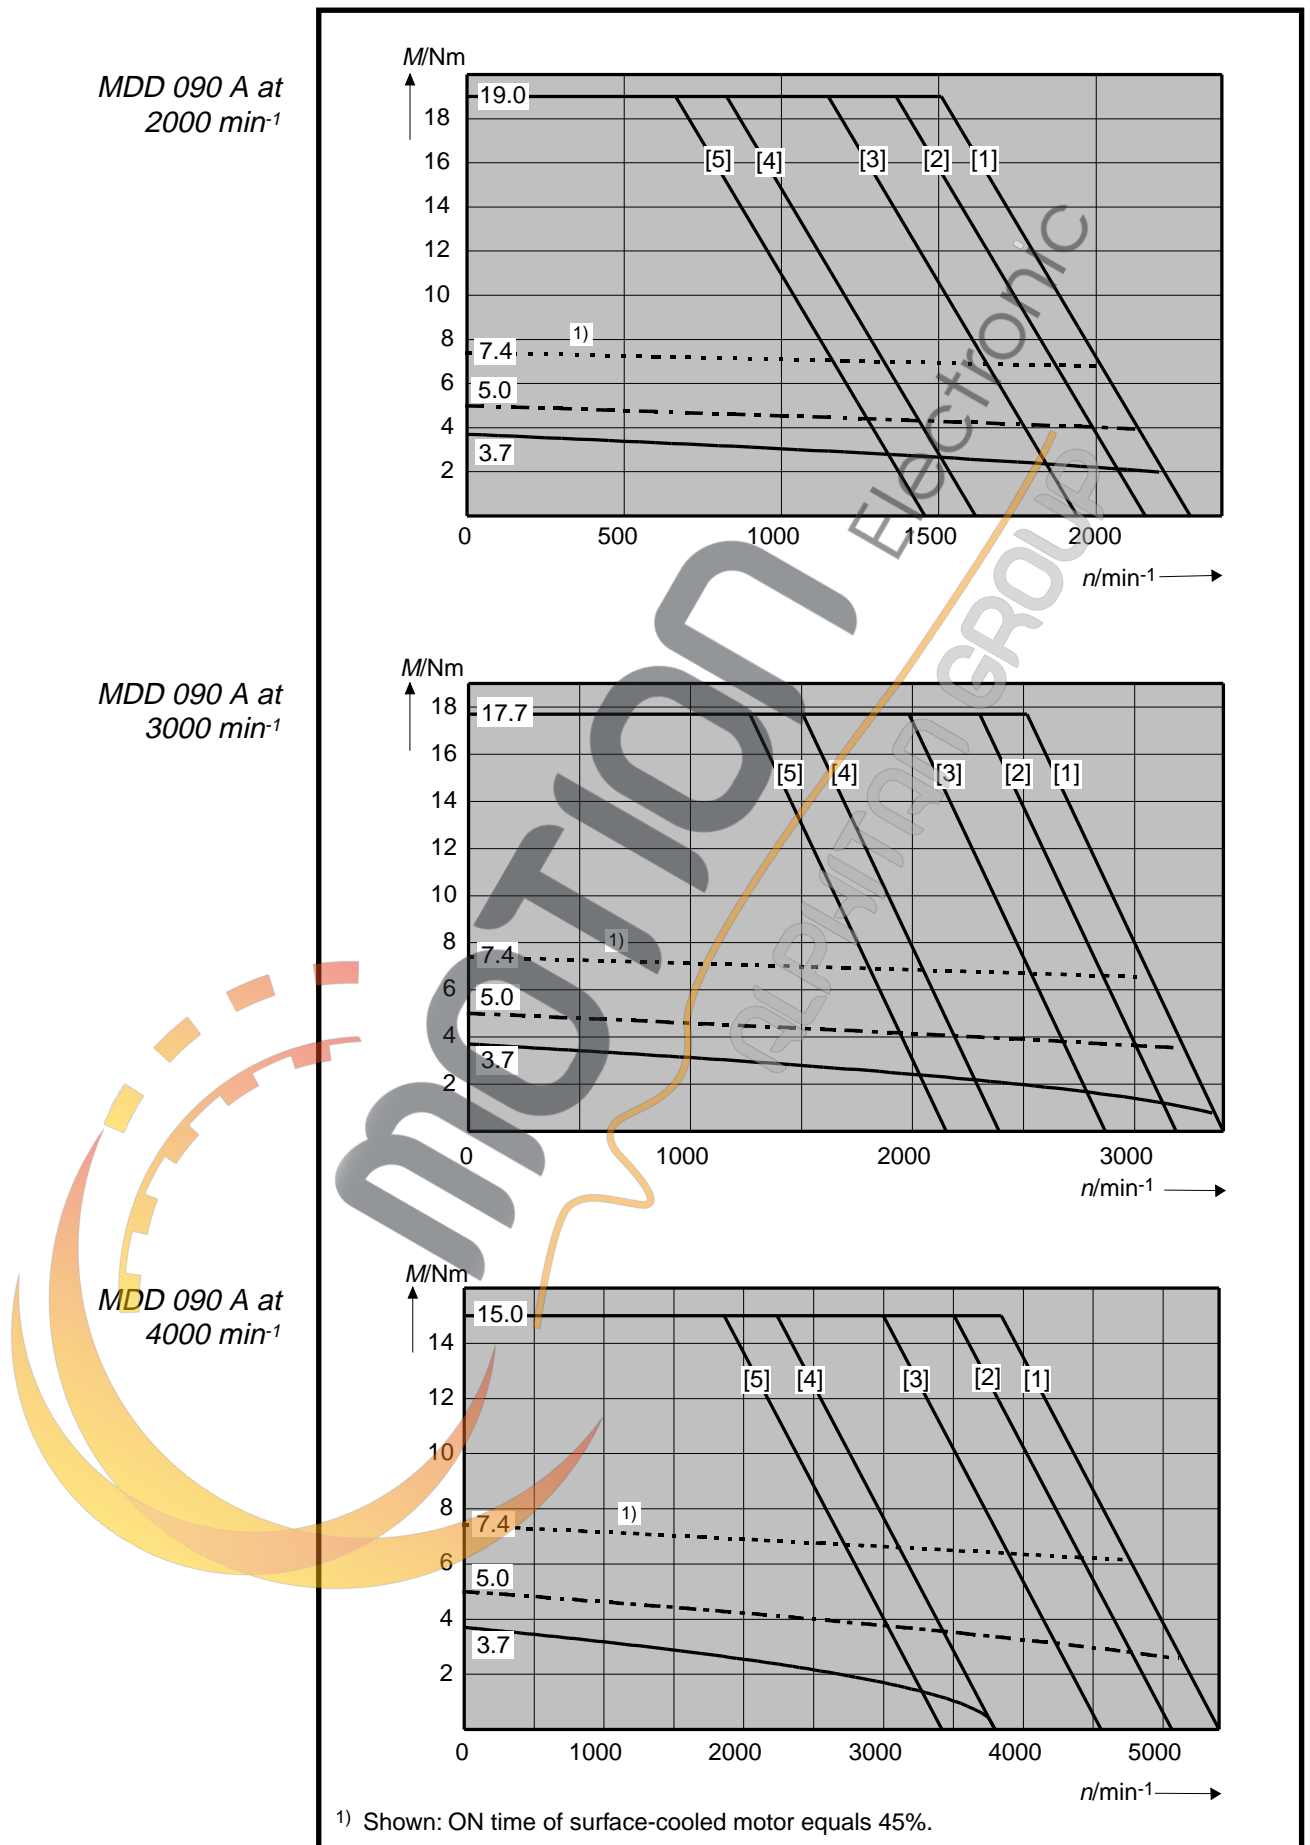 MDD 090 A at
2000 min-1
M/Nm
19.0
18
16
14
12
10
8
6
4
2
[5] [4] [3] [2] [1]
1)
7.4
5.0
3.7
0 500 1000 1500 2000
n/min-1
MDD 090 A at
3000 min-1
M/Nm
17.7
18
16
14
12
10
8
6
4
2
[5] [4] [3] [2] [1]
1)
7.4
5.0
3.7
0 1000 2000 3000
n/min-1
MDD 090 A at
4000 min-1
M/Nm
15.0
14
12
10
8
6
4
2
[5] [4] [3] [2] [1]
1)
7.4
5.0
3.7
0 1000 2000 3000 4000 5000
n/min-1
1) Shown: ON time of surface-cooled motor equals 45%.
MOTION
Electronic
ALPHITAN GROUP